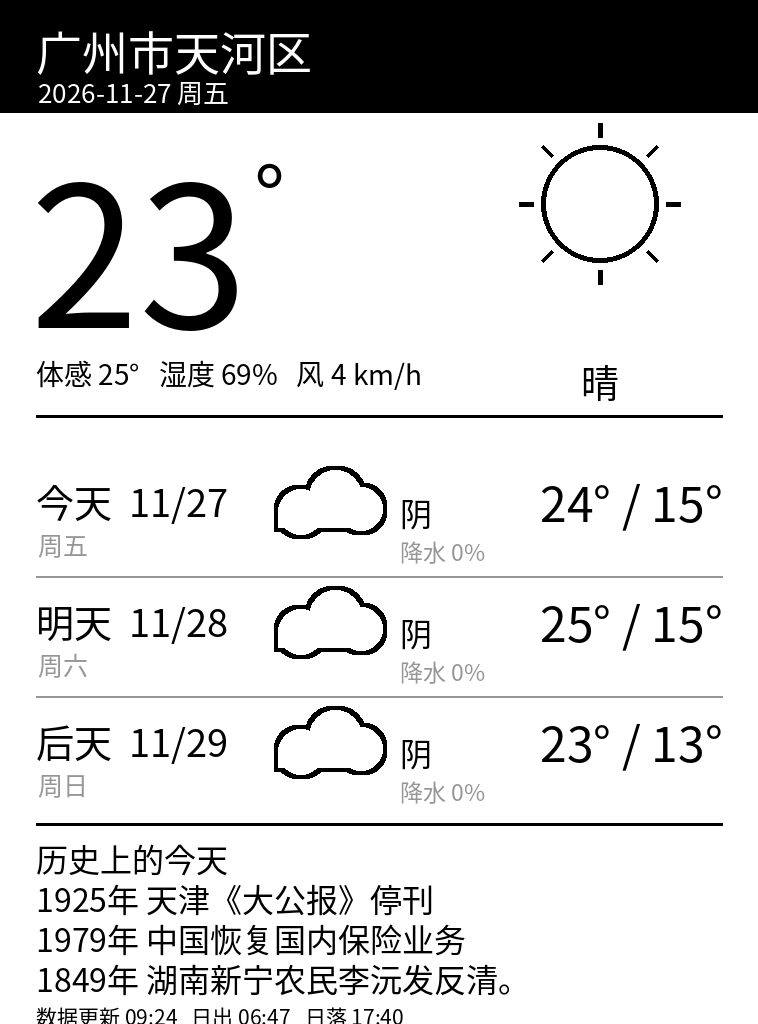 广州市天河区
2026-11-27 周五
23°
体感 25° 湿度 69% 风 4 km/h
晴
今天 11/27 阴 24° / 15°
周五 降水 0%
明天 11/28 阴 25° / 15°
周六 降水 0%
后天 11/29 阴 23° / 13°
周日 降水 0%
历史上的今天
1925年 天津《大公报》停刊
1979年 中国恢复国内保险业务
1849年 湖南新宁农民李沅发反清。
数据更新 09:24 日出 06:47 日落 17:40